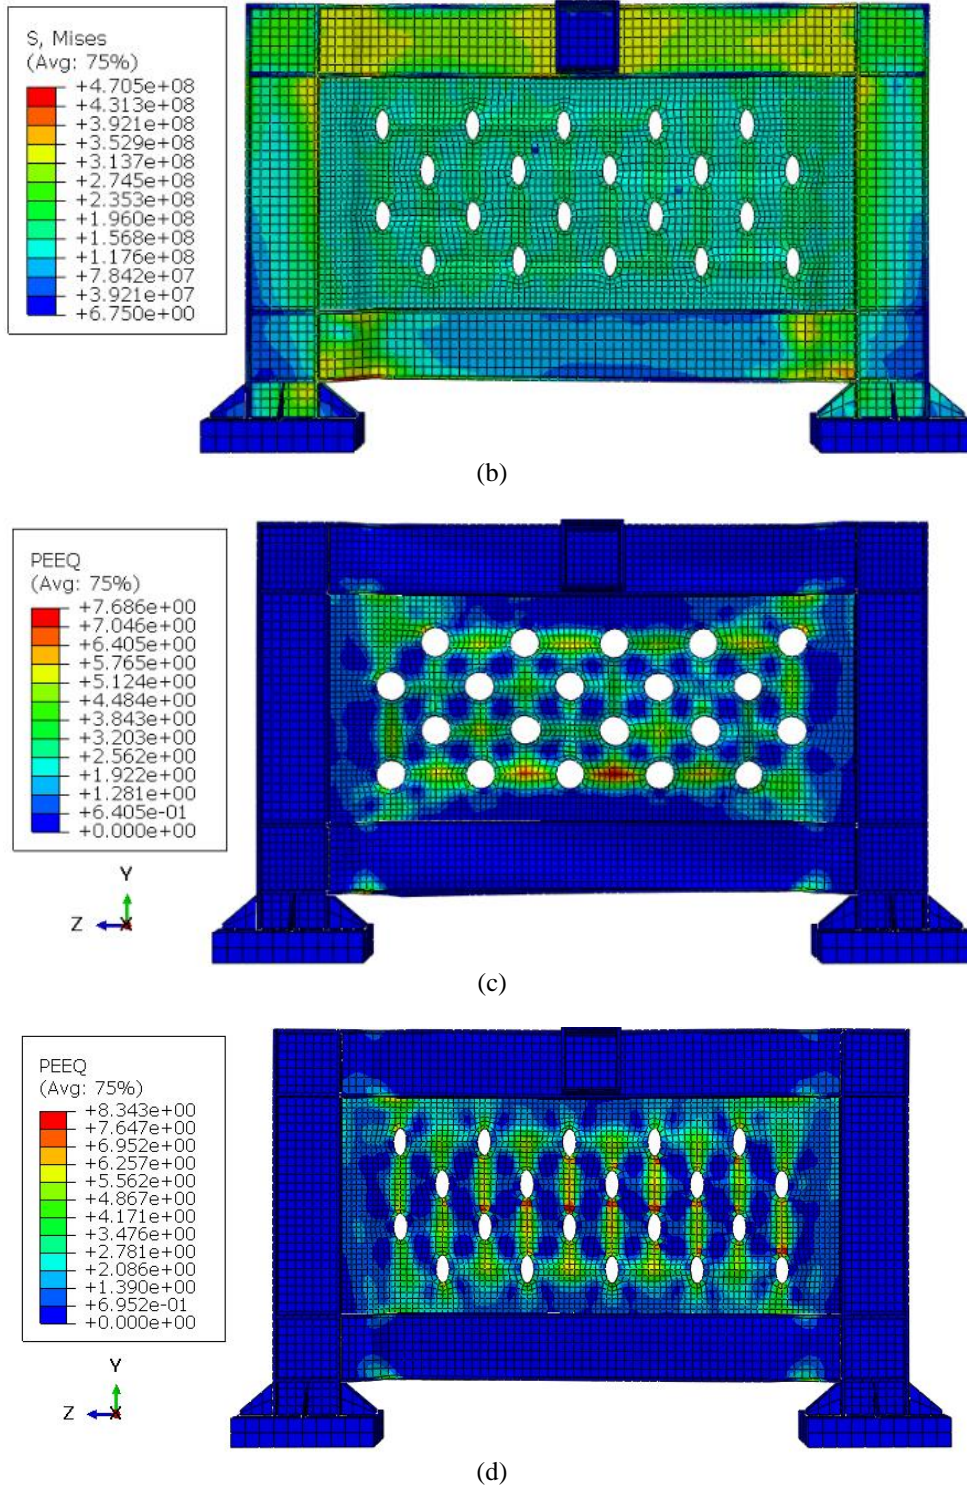 S, Mises
(Avg: 75%)
+4.705e+08
+4.313e+08
+3.921e+08
+3.529e+08
+3.137e+08
+2.745e+08
+2.353e+08
+1.960e+08
+1.568e+08
+1.176e+08
+7.842e+07
+3.921e+07
+6.750e+00
(b)
PEEQ
(Avg: 75%)
+7.686e+00
+7.046e+00
+6.405e+00
+5.765e+00
+5.124e+00
+4.484e+00
+3.843e+00
+3.203e+00
+2.562e+00
+1.922e+00
+1.281e+00
+6.405e-01
+0.000e+00
Y
Z
X
(c)
PEEQ
(Avg: 75%)
+8.343e+00
+7.647e+00
+6.952e+00
+6.257e+00
+5.562e+00
+4.867e+00
+4.171e+00
+3.476e+00
+2.781e+00
+2.086e+00
+1.390e+00
+6.952e-01
+0.000e+00
Y
Z
X
(d)